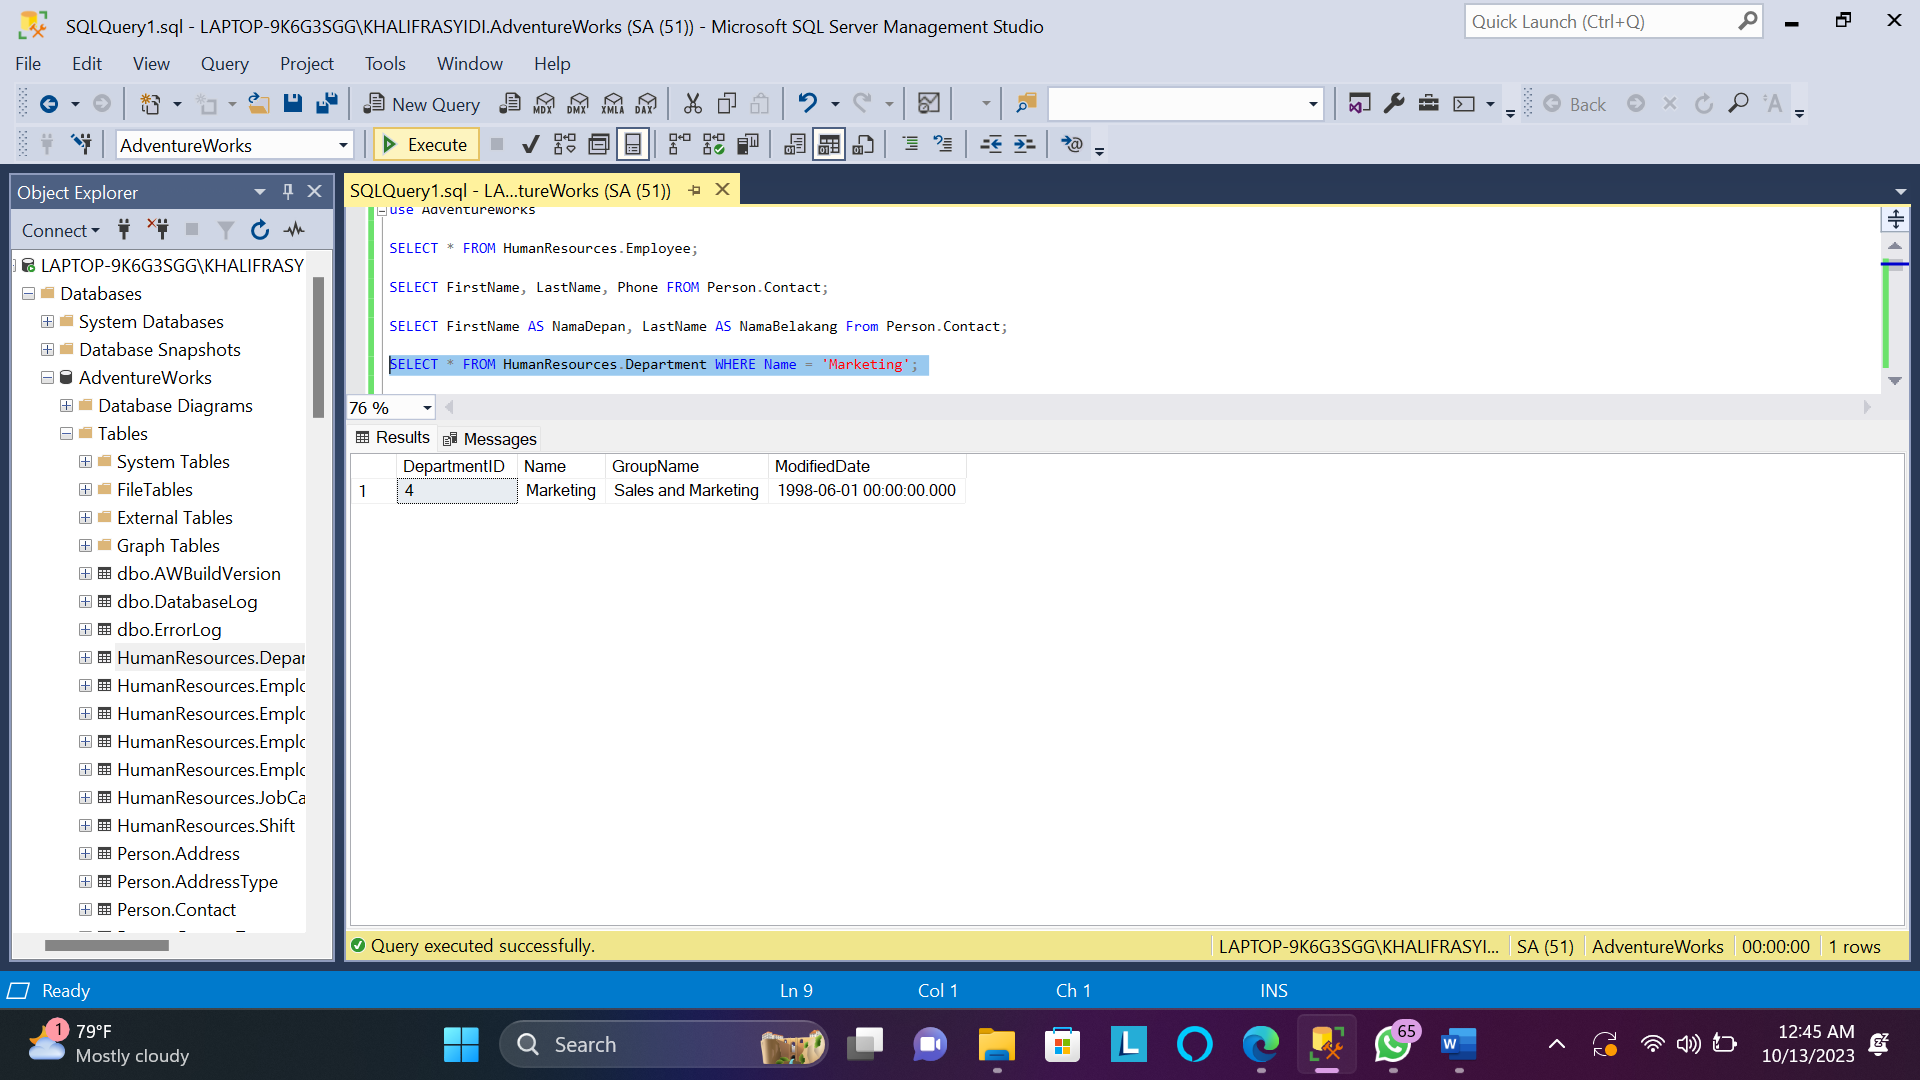 SQLQuery1.sql - LAPTOP-9K6G3SGG\KHALIFRASYIDI.AdventureWorks (SA (51)) - Microsoft SQL Server Management Studio
Quick Launch (Ctrl+Q)
File Edit View Query Project Tools Window Help
New Query MDX DMX XMLA DAX Back
AdventureWorks Execute
Object Explorer
Connect
LAPTOP-9K6G3SGG\KHALIFRASY
Databases
System Databases
Database Snapshots
AdventureWorks
Database Diagrams
Tables
System Tables
FileTables
External Tables
Graph Tables
dbo.AWBuildVersion
dbo.DatabaseLog
dbo.ErrorLog
HumanResources.Depar
HumanResources.Emplo
HumanResources.Emplo
HumanResources.Emplo
HumanResources.Emplo
HumanResources.JobCa
HumanResources.Shift
Person.Address
Person.AddressType
Person.Contact
SQLQuery1.sql - LA...tureWorks (SA (51))
use AdventureWorks
SELECT * FROM HumanResources.Employee;
SELECT FirstName, LastName, Phone FROM Person.Contact;
SELECT FirstName AS NamaDepan, LastName AS NamaBelakang From Person.Contact;
SELECT * FROM HumanResources.Department WHERE Name = 'Marketing';
76 %
Results Messages
DepartmentID Name GroupName ModifiedDate
1 4 Marketing Sales and Marketing 1998-06-01 00:00:00.000
Query executed successfully. LAPTOP-9K6G3SGG\KHALIFRASYI... SA (51) AdventureWorks 00:00:00 1 rows
Ready Ln 9 Col 1 Ch 1 INS
1 79°F
Mostly cloudy
Search
65
12:45 AM
10/13/2023